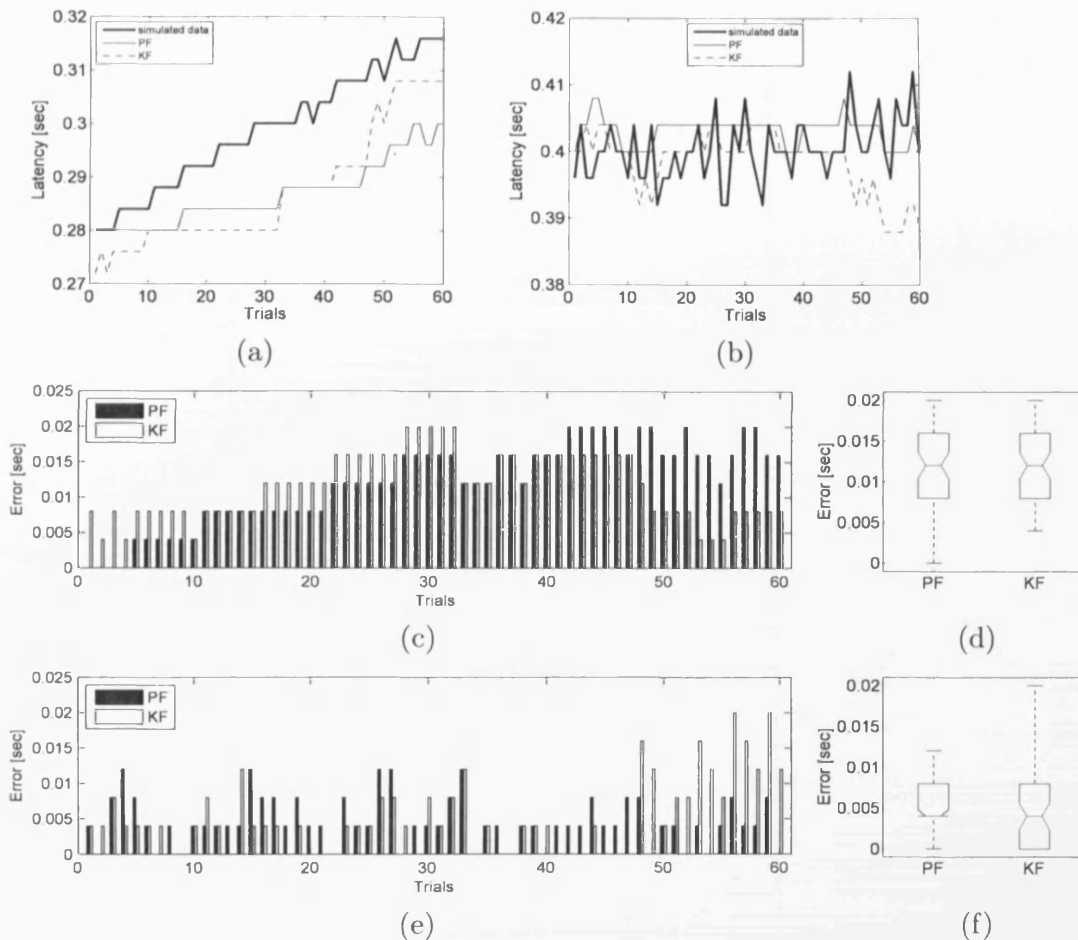 0.32
0.31
0.3
0.29
0.28
0.27
Latency [sec]
simulated data
PF
KF
0 10 20 30 40 50 60
Trials
(a)
0.42
0.41
0.4
0.39
0.38
Latency [sec]
simulated data
PF
KF
0 10 20 30 40 50 60
Trials
(b)
0.025
0.02
0.015
0.01
0.005
0
Error [sec]
PF
KF
0 10 20 30 40 50 60
Trials
(c)
0.02
0.015
0.01
0.005
0
Error [sec]
PF KF
(d)
0.025
0.02
0.015
0.01
0.005
0
Error [sec]
PF
KF
0 10 20 30 40 50 60
Trials
(e)
0.02
0.015
0.01
0.005
0
Error [sec]
PF KF
(f)